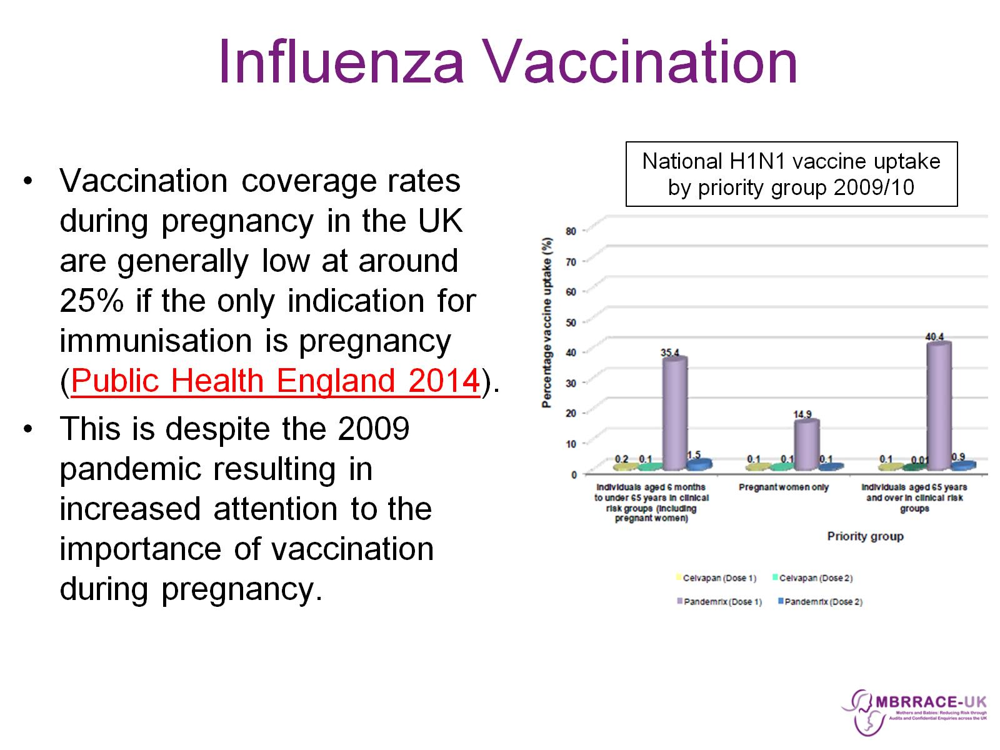 Influenza Vaccination
• Vaccination coverage rates
during pregnancy in the UK
are generally low at around
25% if the only indication for
immunisation is pregnancy
(Public Health England 2014).
• This is despite the 2009
pandemic resulting in
increased attention to the
importance of vaccination
during pregnancy.
National H1N1 vaccine uptake
by priority group 2009/10
Percentage vaccine uptake (%)
80
70
60
50
40
30
20
10
0
0.2 0.1 35.4 1.5
0.1 0.1 14.9 0.1
0.1 0.01 40.4 0.9
Individuals aged 6 months
to under 65 years in clinical
risk groups (including
pregnant women)
Pregnant women only
Individuals aged 65 years
and over in clinical risk
groups
Priority group
Celvapan (Dose 1) Celvapan (Dose 2)
Pandemrix (Dose 1) Pandemrix (Dose 2)
MBRRACE-UK
Mothers and Babies: Reducing Risk through
Audits and Confidential Enquiries across the UK